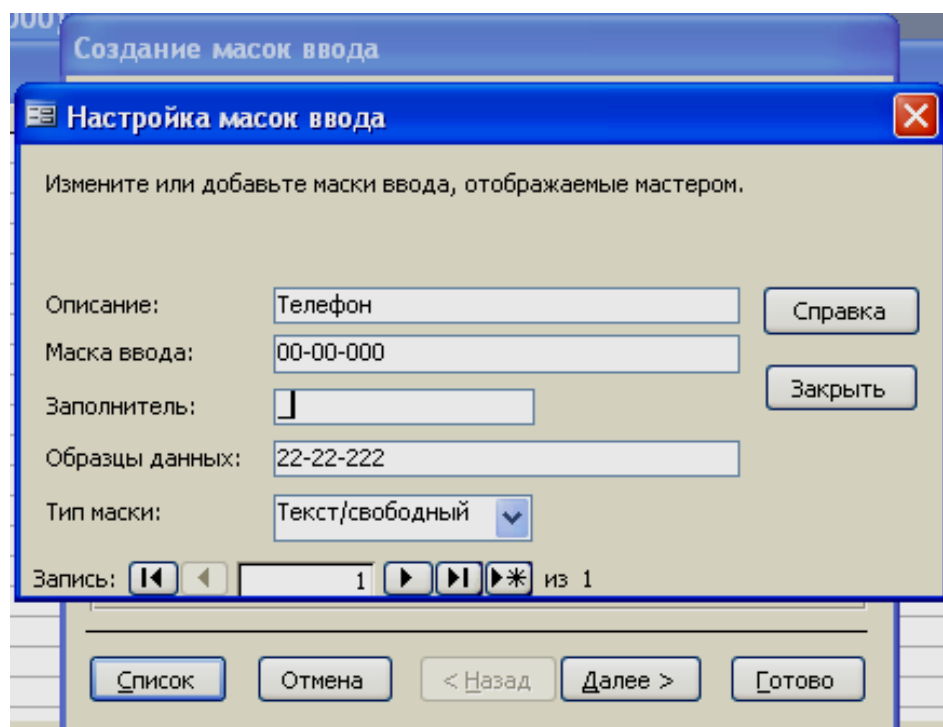 000)
Создание масок ввода
Настройка масок ввода
Измените или добавьте маски ввода, отображаемые мастером.
Описание: Телефон Справка
Маска ввода: 00-00-000
Заполнитель: _ Закрыть
Образцы данных: 22-22-222
Тип маски: Текст/свободный
Запись: 1 из 1
Список Отмена < Назад Далее > Готово